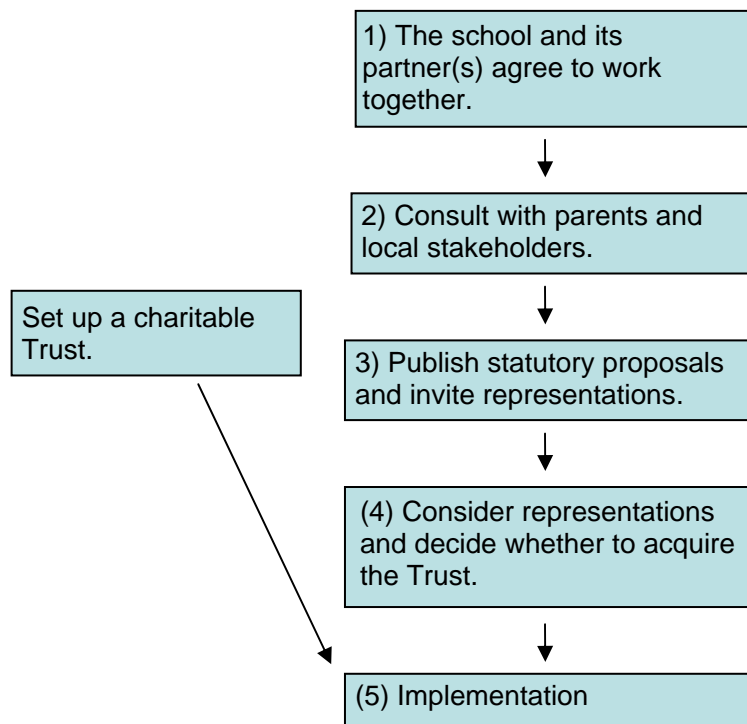 1) The school and its
partner(s) agree to work
together.
2) Consult with parents and
local stakeholders.
Set up a charitable
Trust.
3) Publish statutory proposals
and invite representations.
(4) Consider representations
and decide whether to acquire
the Trust.
(5) Implementation